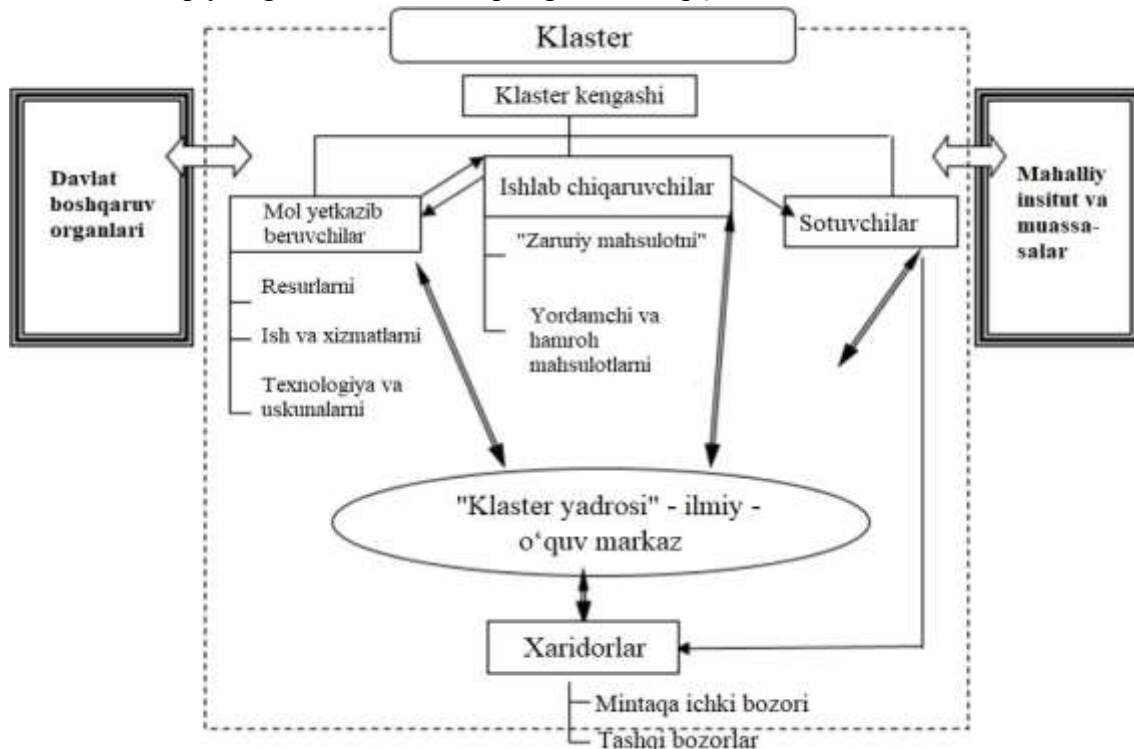 Klaster
Klaster kengashi
Davlat
boshqaruv
organlari
Mol yetkazib
beruvchilar
Resurlarni
Ish va xizmatlarni
Texnologiya va
uskunalarni
Ishlab chiqaruvchilar
"Zaruriy mahsulotni"
Yordamchi va
hamroh
mahsulotlarni
Sotuvchilar
Mahalliy
insitut va
muassa-
salar
"Klaster yadrosi" - ilmiy -
o‘quv markaz
Xaridorlar
Mintaqa ichki bozori
Tashqi bozorlar